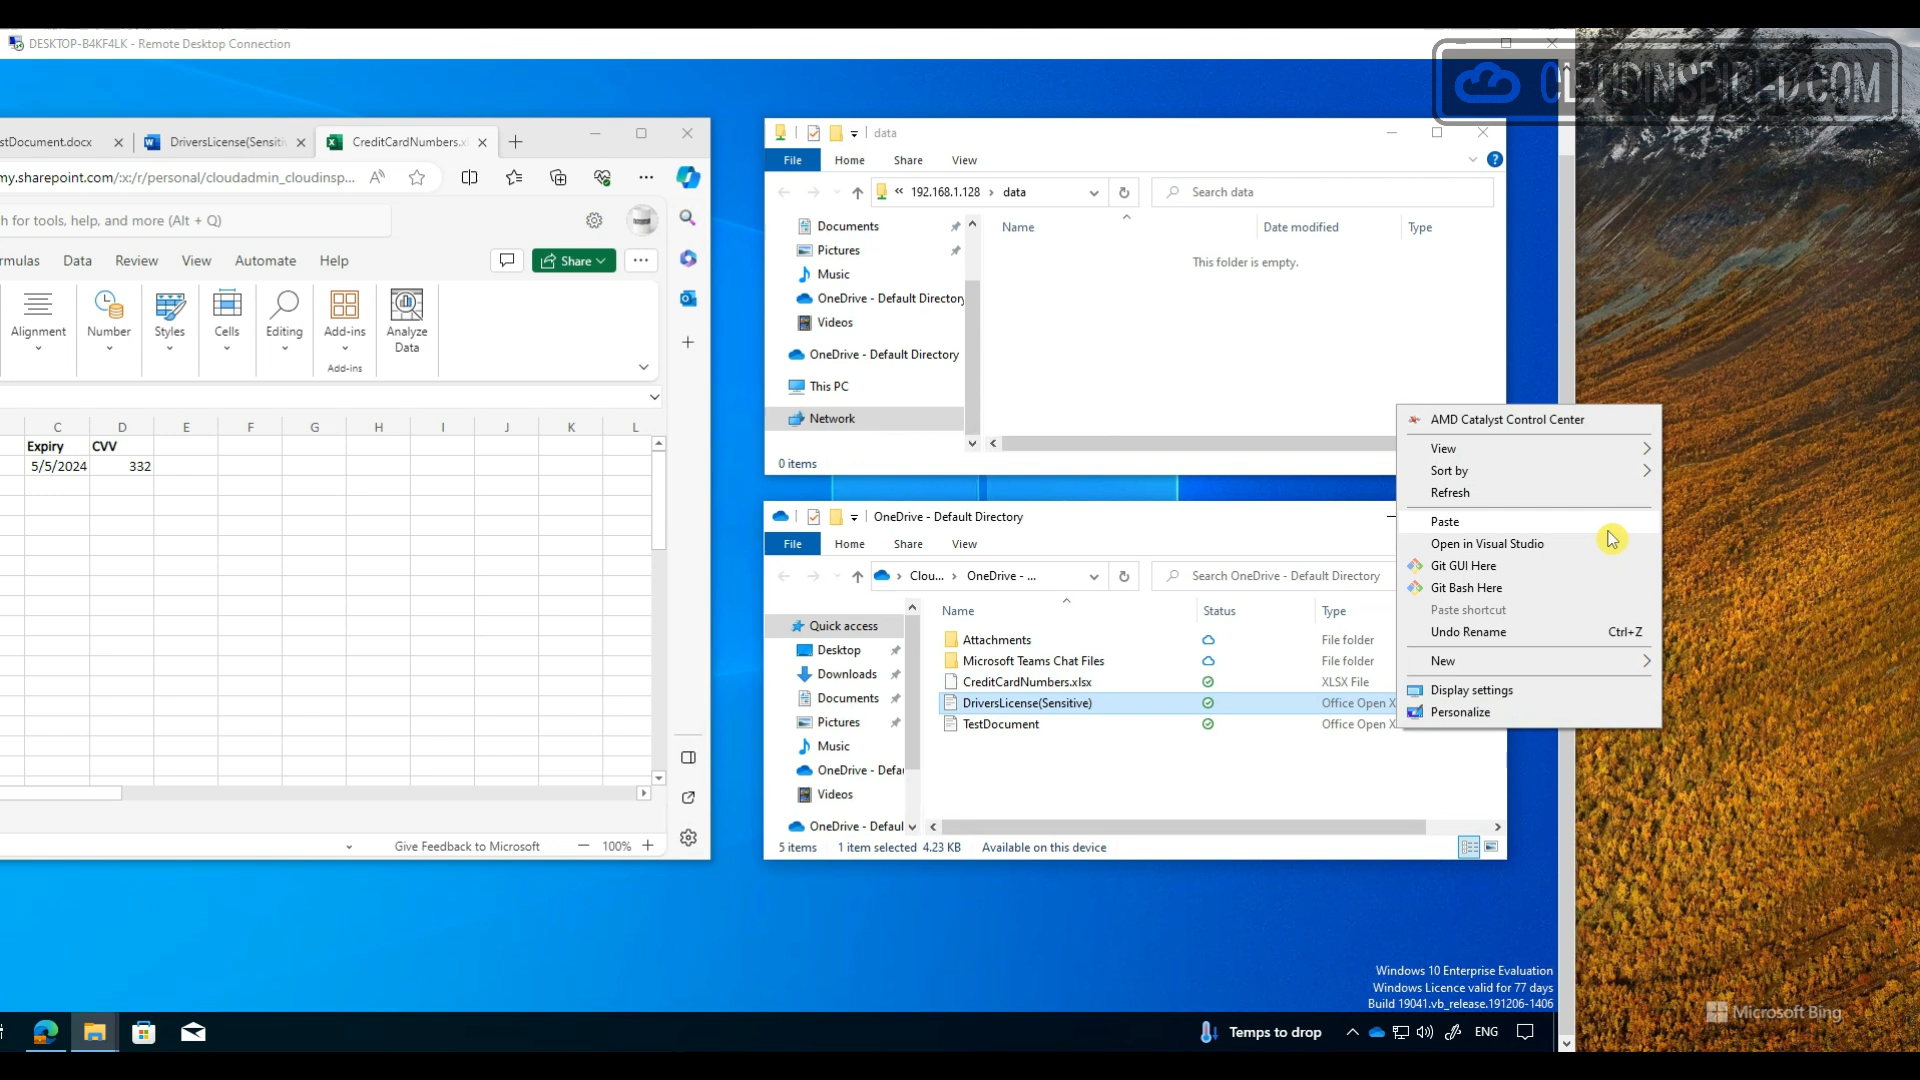 DESKTOP-B4KF4LK - Remote Desktop Connection
CLOUDINSPIRED.COM
stDocument.docx
DriversLicense(Sensiti
CreditCardNumbers.x
my.sharepoint.com/:x:/r/personal/cloudadmin_cloudinsp...
h for tools, help, and more (Alt + Q)
rmulas
Data
Review
View
Automate
Help
Share
Alignment
Number
Styles
Cells
Editing
Add-ins
Analyze
Data
Add-ins
C
D
E
F
G
H
I
J
K
L
Expiry
CVV
5/5/2024
332
Give Feedback to Microsoft
100%
data
File
Home
Share
View
192.168.1.128
data
Search data
Documents
Pictures
Music
OneDrive - Default Directory
Videos
OneDrive - Default Directory
This PC
Network
Name
Date modified
Type
This folder is empty.
0 items
OneDrive - Default Directory
File
Home
Share
View
Clou...
OneDrive - ...
Search OneDrive - Default Directory
Quick access
Desktop
Downloads
Documents
Pictures
Music
OneDrive - Defau
Videos
OneDrive - Defaul
Name
Status
Type
Attachments
File folder
Microsoft Teams Chat Files
File folder
CreditCardNumbers.xlsx
XLSX File
DriversLicense(Sensitive)
Office Open X
TestDocument
Office Open X
5 items
1 item selected 4.23 KB
Available on this device
AMD Catalyst Control Center
View
Sort by
Refresh
Paste
Open in Visual Studio
Git GUI Here
Git Bash Here
Paste shortcut
Undo Rename
Ctrl+Z
New
Display settings
Personalize
Windows 10 Enterprise Evaluation
Windows Licence valid for 77 days
Build 19041.vb_release.191206-1406
Microsoft Bing
Temps to drop
ENG